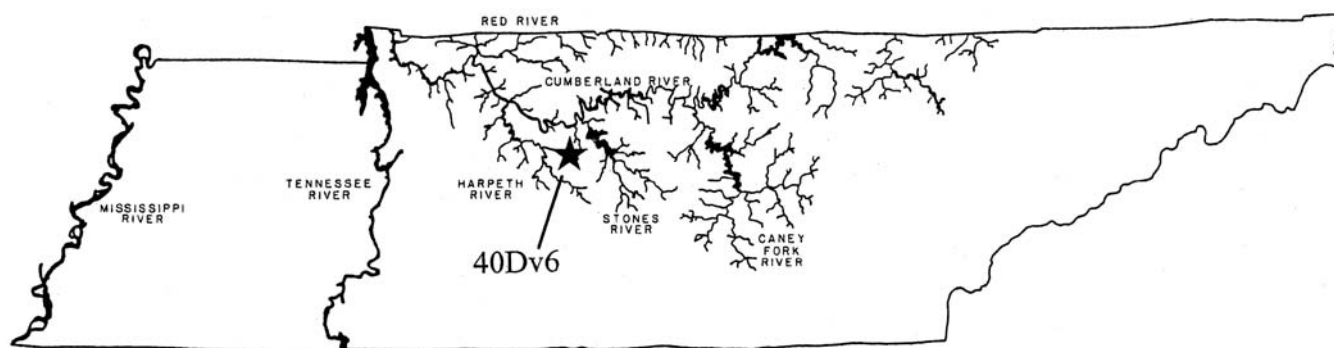 RED RIVER
CUMBERLAND RIVER
TENNESSEE
RIVER
HARPETH
RIVER
MISSISSIPPI
RIVER
STONES
RIVER
CANEY
FORK
RIVER
40Dv6